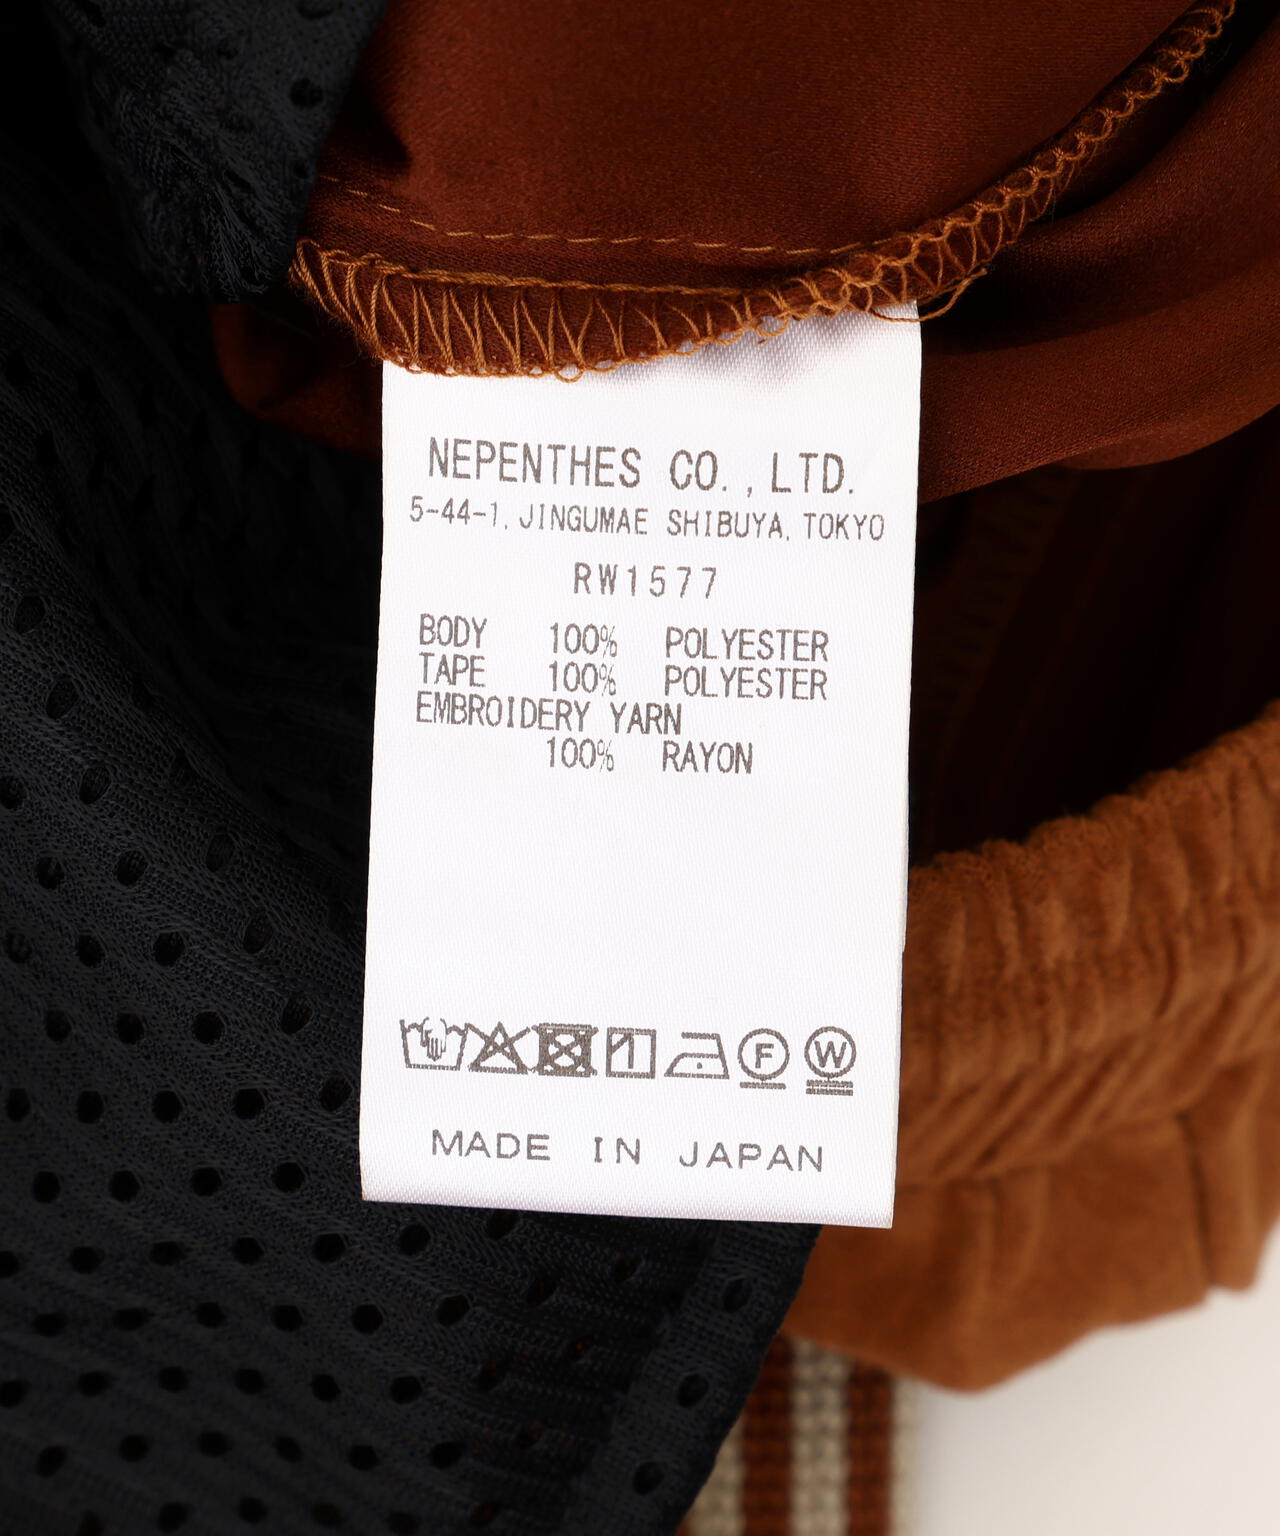 NEPENTHES CO.,LTD.
5-44-1, JINGUMAE SHIBUYA, TOKYO
RW1577
BODY 100% POLYESTER
TAPE 100% POLYESTER
EMBROIDERY YARN
100% RAYON
F W
MADE IN JAPAN